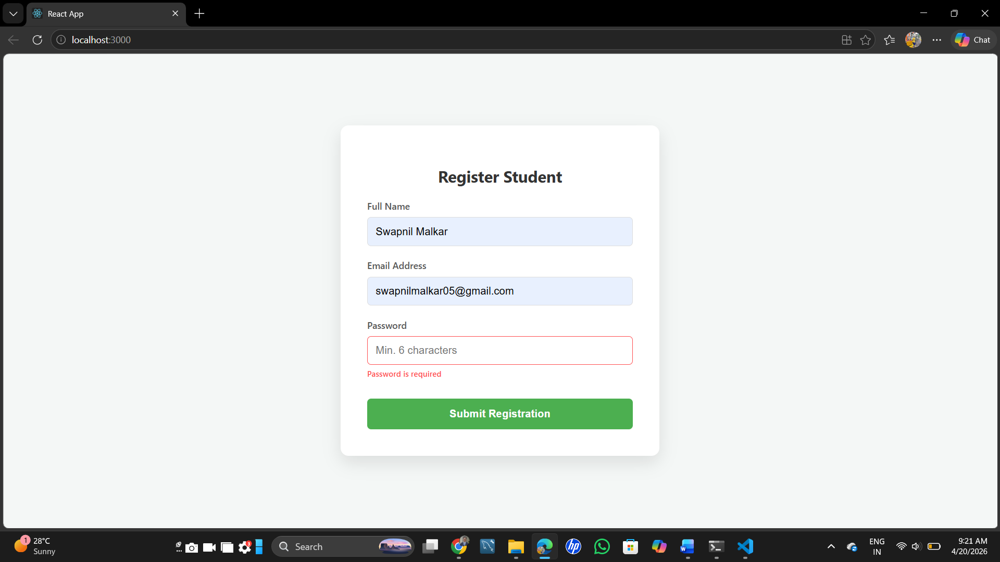 React App
localhost:3000
Chat
Register Student
Full Name
Swapnil Malkar
Email Address
swapnilmalkar05@gmail.com
Password
Min. 6 characters
Password is required
Submit Registration
1
28°C
Sunny
3
Search
hp
W
ENG
IN
9:21 AM
4/20/2026